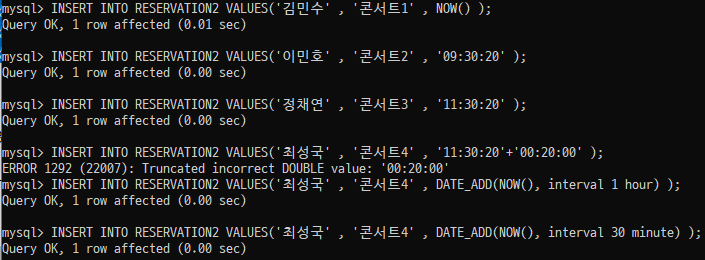 mysql> INSERT INTO RESERVATION2 VALUES('김민수' , '콘서트1' , NOW() );
Query OK, 1 row affected (0.01 sec)
mysql> INSERT INTO RESERVATION2 VALUES('이민호' , '콘서트2' , '09:30:20' );
Query OK, 1 row affected (0.00 sec)
mysql> INSERT INTO RESERVATION2 VALUES('정채연' , '콘서트3' , '11:30:20' );
Query OK, 1 row affected (0.00 sec)
mysql> INSERT INTO RESERVATION2 VALUES('최성국' , '콘서트4' , '11:30:20'+'00:20:00' );
ERROR 1292 (22007): Truncated incorrect DOUBLE value: '00:20:00'
mysql> INSERT INTO RESERVATION2 VALUES('최성국' , '콘서트4' , DATE_ADD(NOW(), interval 1 hour) );
Query OK, 1 row affected (0.00 sec)
mysql> INSERT INTO RESERVATION2 VALUES('최성국' , '콘서트4' , DATE_ADD(NOW(), interval 30 minute) );
Query OK, 1 row affected (0.00 sec)